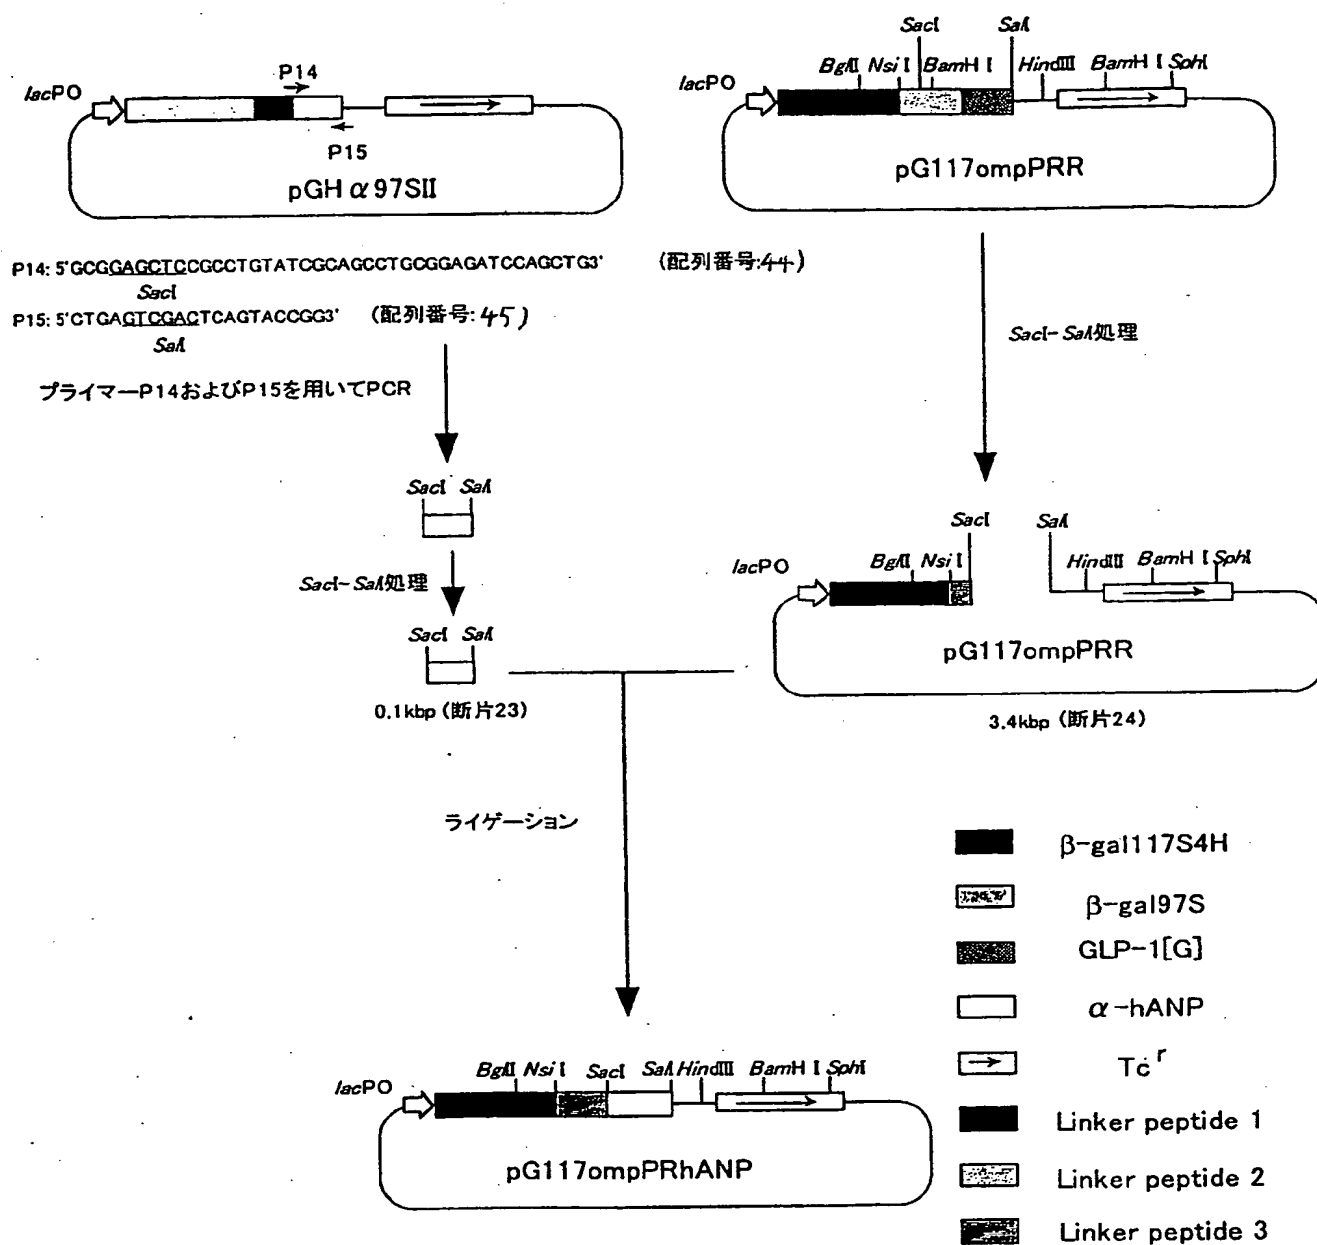 lacPO
P14
P15
pGHα97SII
SacI
SalI
BglII NsiI BamHI HindIII BamHI SphI
lacPO
pG117ompPRR
P14: 5'GCGGAGCTCCGCCTGTATCGCAGCCTGCGGAGATCCAGCTG3' (配列番号:44)
SacI
P15: 5'CTGAGTCGACTCAGTACCGG3' (配列番号:45)
SalI
プライマーP14およびP15を用いてPCR
SacI-SalI処理
SacI SalI
SacI-SalI処理
SacI SalI
0.1kbp (断片23)
SacI SalI
lacPO
BglII NsiI HindIII BamHI SphI
pG117ompPRR
3.4kbp (断片24)
ライゲーション
lacPO
BglII NsiI SacI SalI HindIII BamHI SphI
pG117ompPRhANP
β-gal117S4H
β-gal97S
GLP-1[G]
α-hANP
Tcʳ
Linker peptide 1
Linker peptide 2
Linker peptide 3